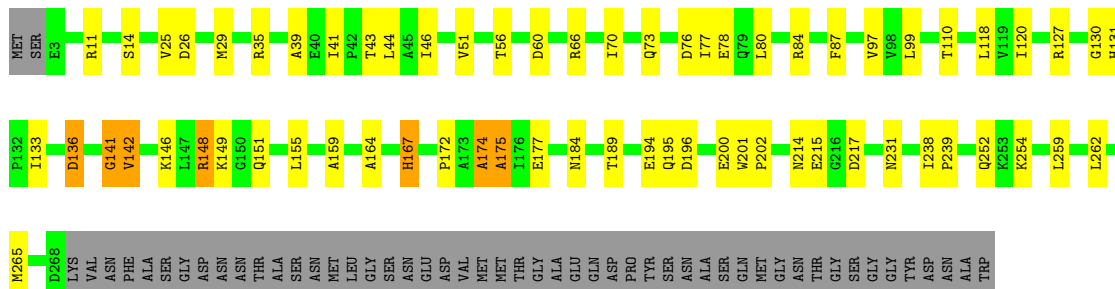 MET SER E3 R11 S14 V25 D26 M29 R35 A39 E40 I41 P42 T43 L44 A45 I46 V51 T56 D60 R66 I70 Q73 D76 I77 E78 Q79 L80 R84 F87 V97 V98 L99 T110 L118 V119 I120 R127 G130 H131
P132 I133 D136 G141 V142 K146 L147 R148 K149 G150 Q151 L155 A159 A164 H167 P172 A173 A174 A175 I176 E177 N184 T189 E194 Q195 D196 E200 W201 P202 N214 E215 G216 D217 N231 I238 P239 Q252 K253 K254 L259 L262
M265 D268 LYS VAL ASN PHE ALA SER GLY ASP ASN ASN THR ALA SER ASN MET LEU GLY SER ASN GLU ASP VAL MET MET THR GLY ALA GLU GLN ASP PRO TYR SER ASN ALA SER GLN MET GLY ASN THR GLY SER GLY GLY TYR ASP ASN ALA TRP